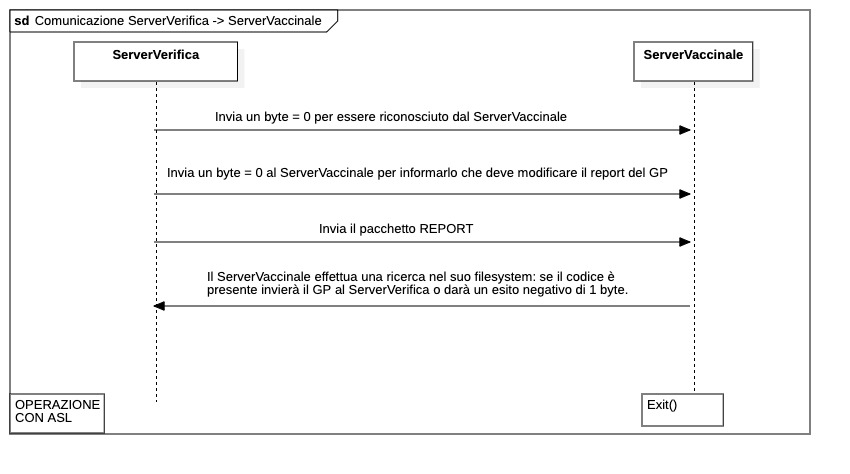 sd Comunicazione ServerVerifica -> ServerVaccinale
ServerVerifica
ServerVaccinale
Invia un byte = 0 per essere riconosciuto dal ServerVaccinale
Invia un byte = 0 al ServerVaccinale per informarlo che deve modificare il report del GP
Invia il pacchetto REPORT
Il ServerVaccinale effettua una ricerca nel suo filesystem: se il codice è
presente invierà il GP al ServerVerifica o darà un esito negativo di 1 byte.
OPERAZIONE
CON ASL
Exit()